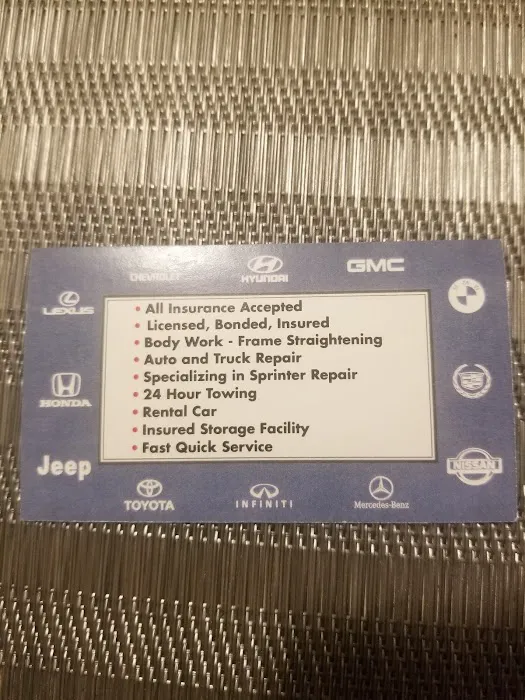 CHEVROLET
HYUNDAI
GMC
LEXUS
• All Insurance Accepted
• Licensed, Bonded, Insured
• Body Work - Frame Straightening
• Auto and Truck Repair
• Specializing in Sprinter Repair
• 24 Hour Towing
• Rental Car
• Insured Storage Facility
• Fast Quick Service
HONDA
Jeep
NISSAN
TOYOTA
INFINITI
Mercedes-Benz